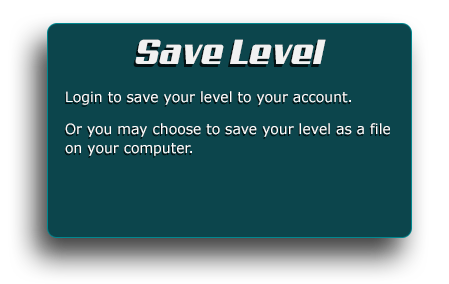 Save Level
Login to save your level to your account.
Or you may choose to save your level as a file
on your computer.